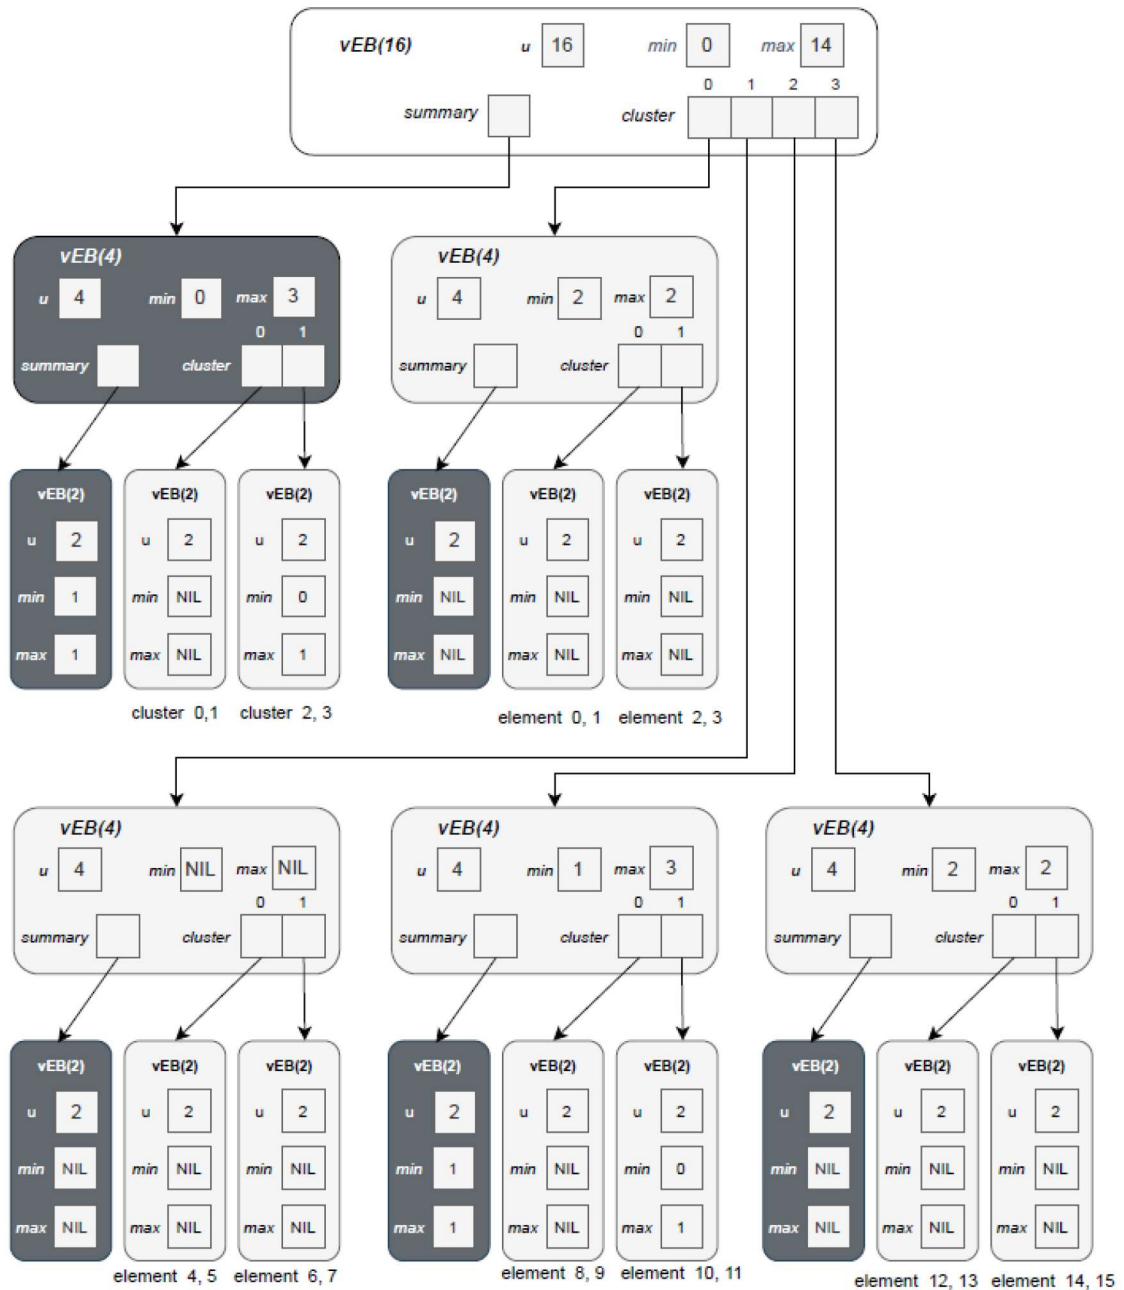 vEB(16) u 16 min 0 max 14
0 1 2 3
summary cluster
vEB(4) vEB(4)
u 4 min 0 max 3 u 4 min 2 max 2
0 1 0 1
summary cluster summary cluster
vEB(2) vEB(2) vEB(2) vEB(2) vEB(2) vEB(2)
u 2 u 2 u 2 u 2 u 2 u 2
min 1 min NIL min 0 min NIL min NIL min NIL
max 1 max NIL max 1 max NIL max NIL max NIL
cluster 0,1 cluster 2, 3 element 0, 1 element 2, 3
vEB(4) vEB(4) vEB(4)
u 4 min NIL max NIL u 4 min 1 max 3 u 4 min 2 max 2
0 1 0 1 0 1
summary cluster summary cluster summary cluster
vEB(2) vEB(2) vEB(2) vEB(2) vEB(2) vEB(2) vEB(2) vEB(2) vEB(2)
u 2 u 2 u 2 u 2 u 2 u 2 u 2 u 2 u 2
min NIL min NIL min NIL min 1 min NIL min 0 min NIL min NIL min NIL
max NIL max NIL max NIL max 1 max NIL max 1 max NIL max NIL max NIL
element 4, 5 element 6, 7 element 8, 9 element 10, 11 element 12, 13 element 14, 15